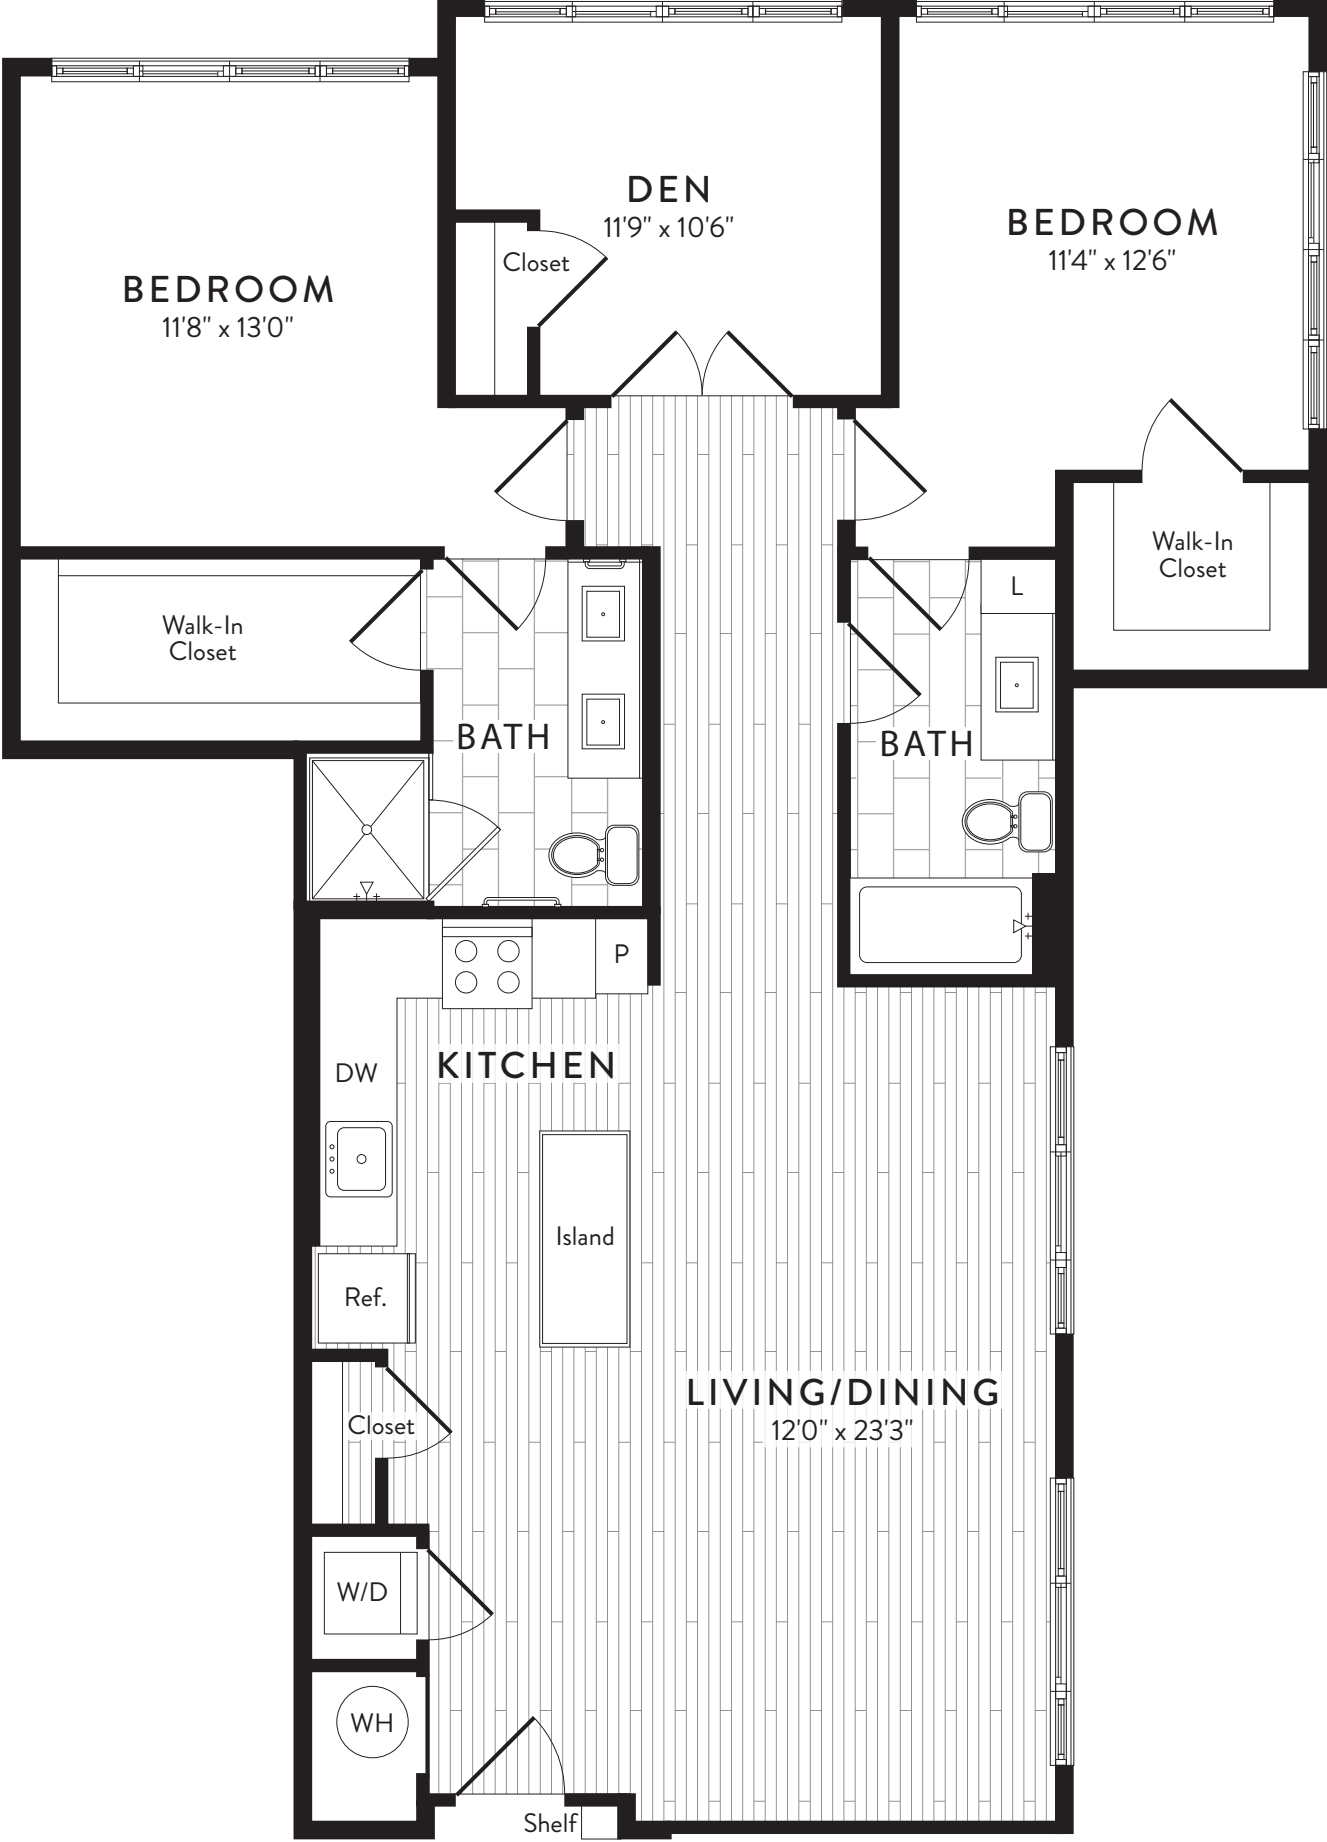 DEN
11'9" x 10'6"
Closet
BEDROOM
11'4" x 12'6"
BEDROOM
11'8" x 13'0"
Walk-In
Closet
L
Walk-In
Closet
BATH
BATH
P
DW
KITCHEN
Island
Ref.
LIVING/DINING
12'0" x 23'3"
Closet
W/D
WH
Shelf